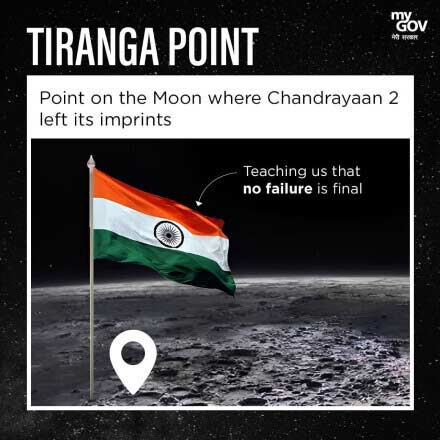 my
GOV
मेरी सरकार
TIRANGA POINT
Point on the Moon where Chandrayaan 2
left its imprints
Teaching us that
no failure is final